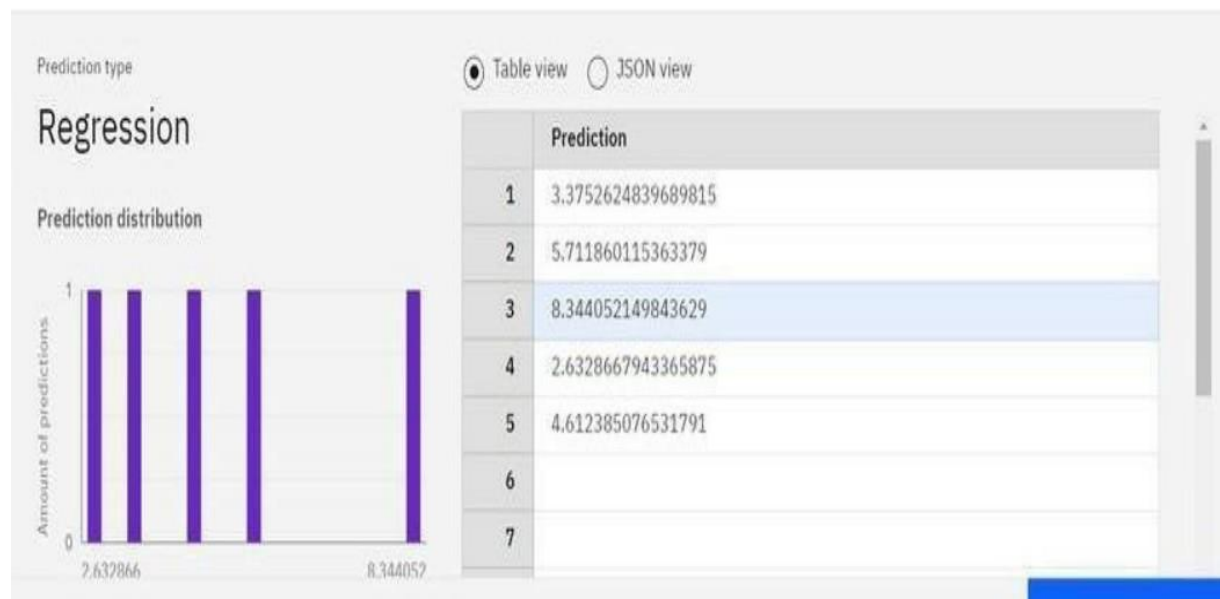 Prediction type
Regression
Prediction distribution
Amount of predictions
1
0
2.632866
8.344052
Table view
JSON view
Prediction
1 3.3752624839689815
2 5.711860115363379
3 8.344052149843629
4 2.6328667943365875
5 4.612385076531791
6
7